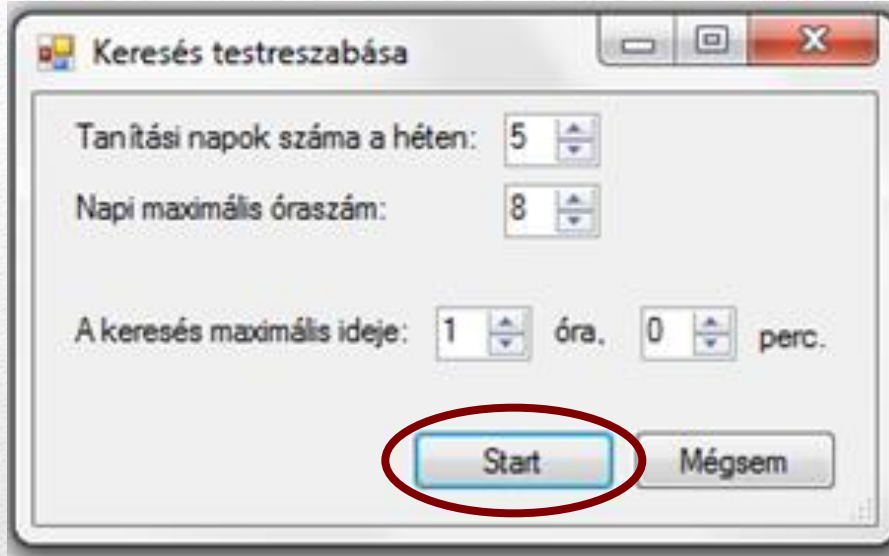 Keresés testreszabása
Tanítási napok száma a héten: 5
Napi maximális óraszám: 8
A keresés maximális ideje: 1 óra, 0 perc.
Start Mégsem